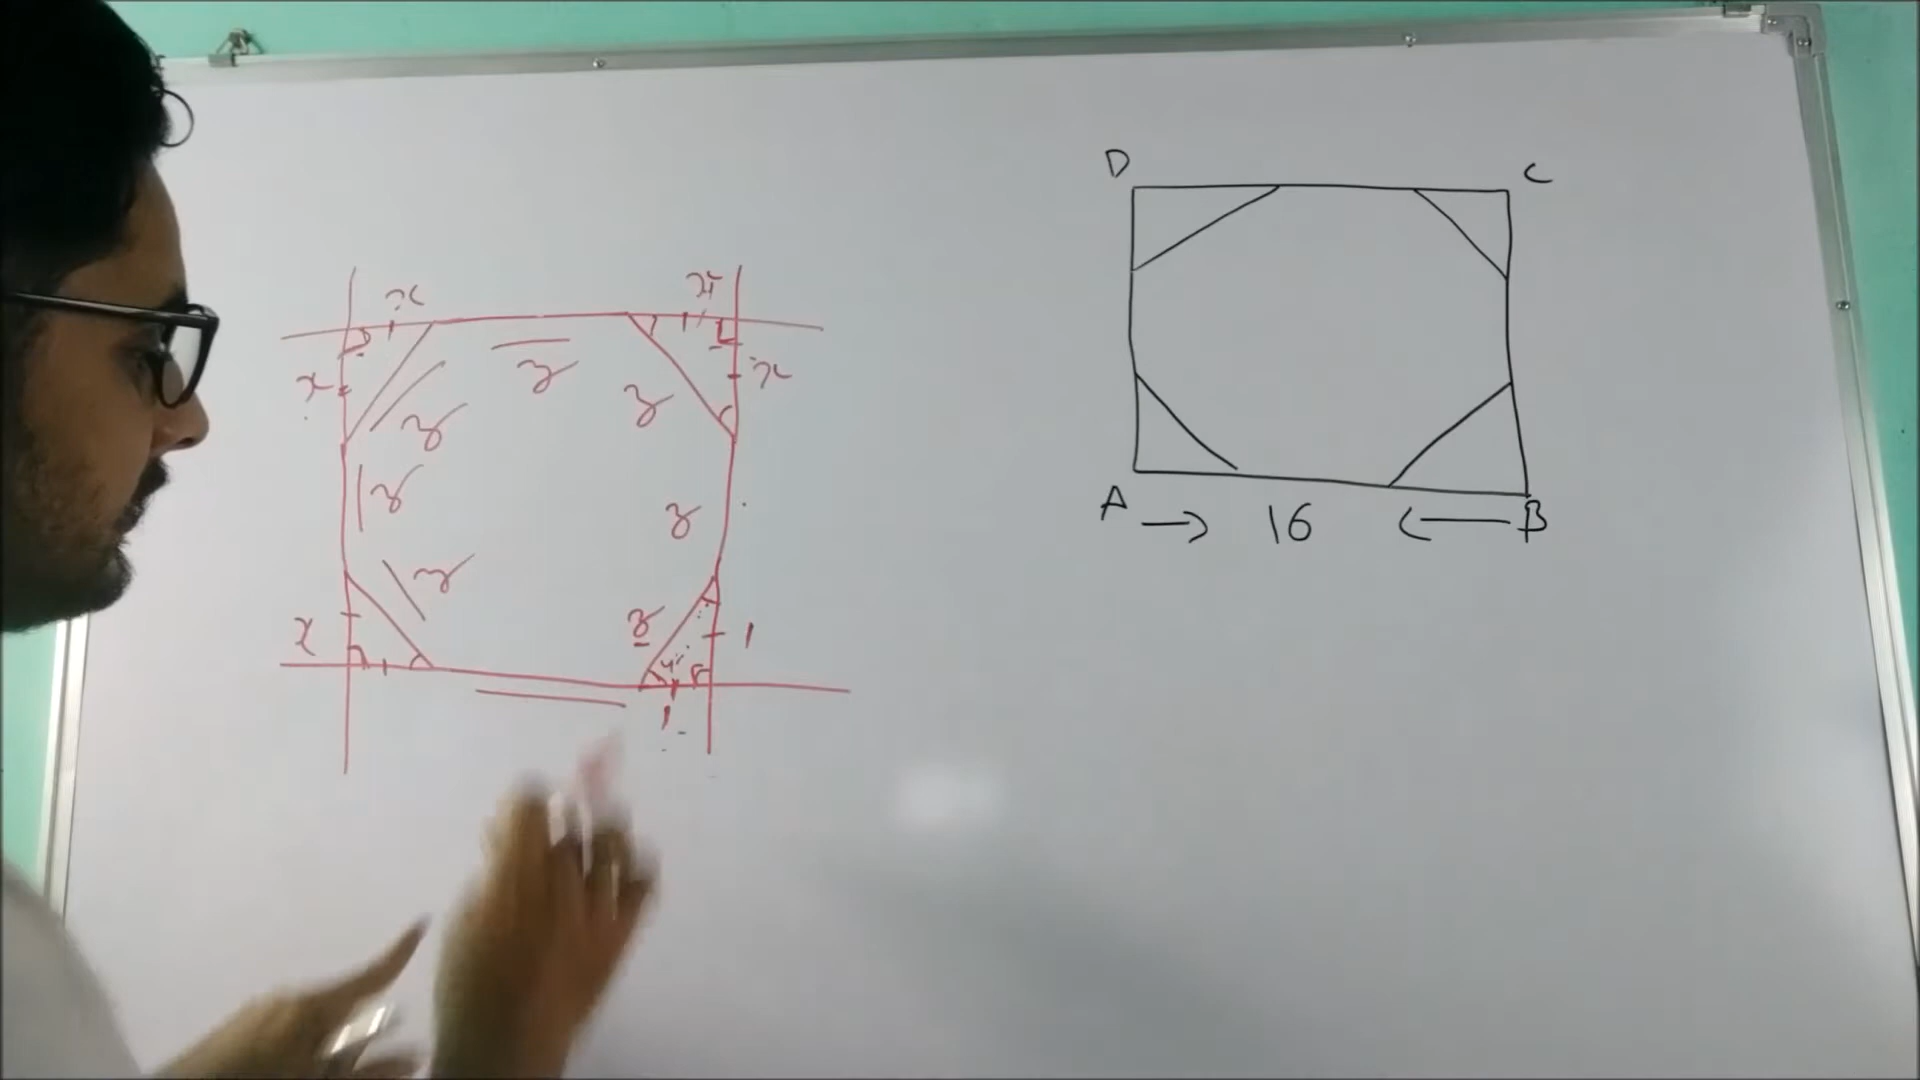 D C
x x
x z z z x
z z
z z 1
x
1
A → 16 ← B